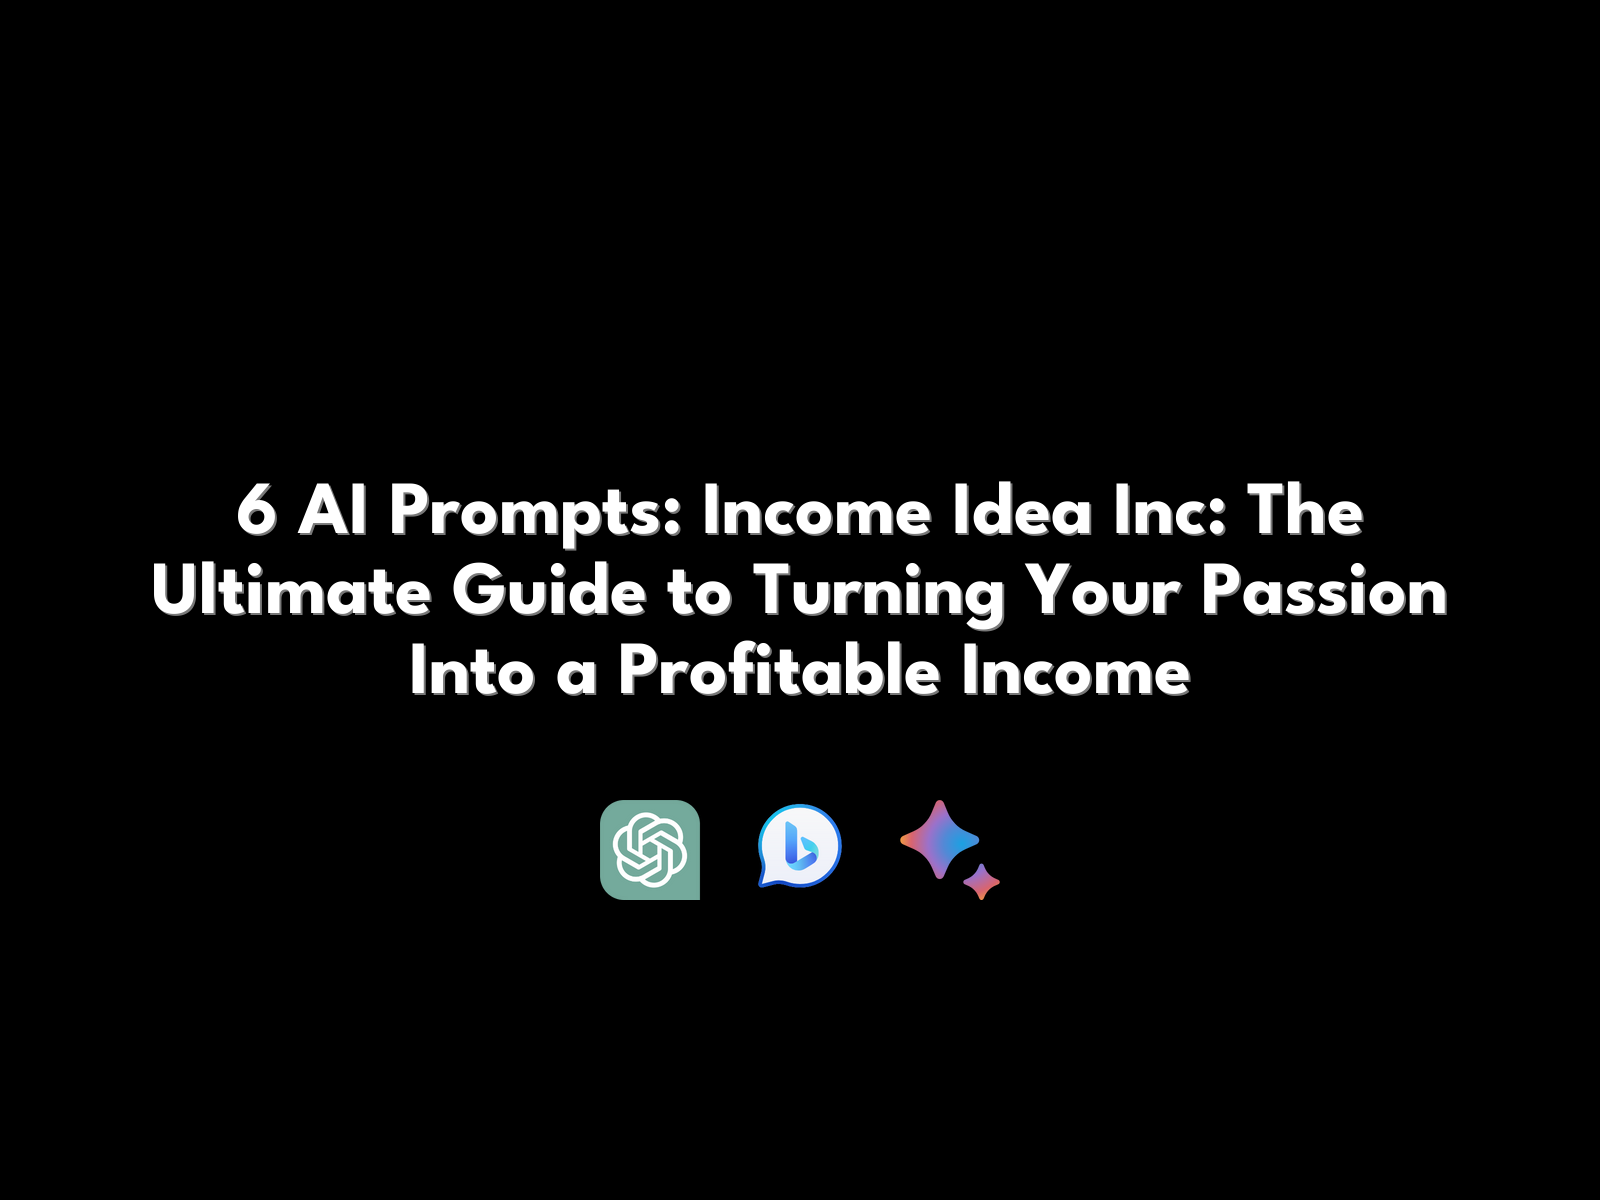 6 AI Prompts: Income Idea Inc: The
Ultimate Guide to Turning Your Passion
Into a Profitable Income